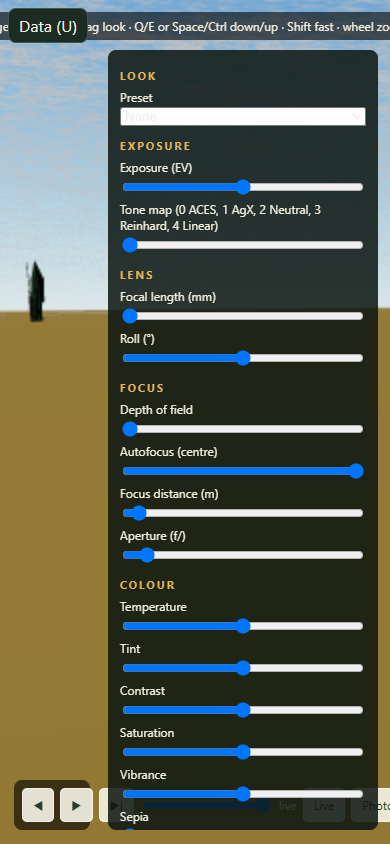 Data (U)
ag look · Q/E or Space/Ctrl down/up · Shift fast · wheel zo
LOOK
Preset
None
EXPOSURE
Exposure (EV)
Tone map (0 ACES, 1 AgX, 2 Neutral, 3
Reinhard, 4 Linear)
LENS
Focal length (mm)
Roll (°)
FOCUS
Depth of field
Autofocus (centre)
Focus distance (m)
Aperture (f/)
COLOUR
Temperature
Tint
Contrast
Saturation
Vibrance
live Live Photo
Sepia